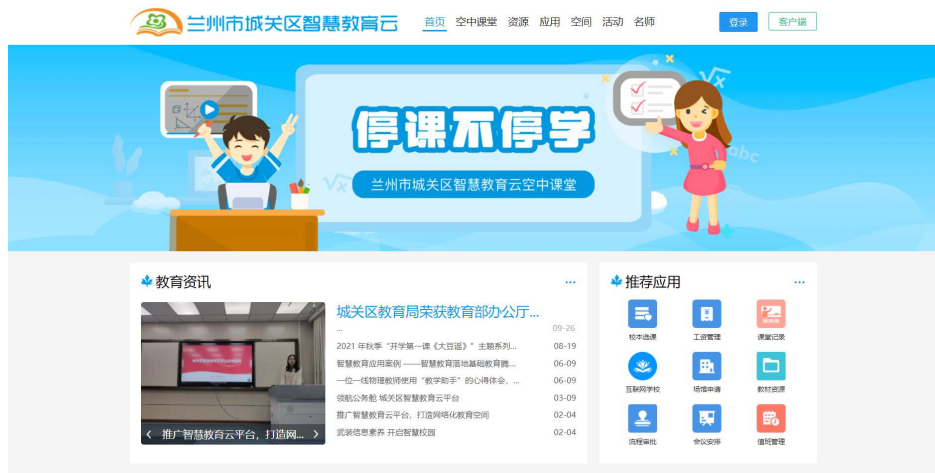 兰州市城关区智慧教育云
首页 空中课堂 资源 应用 空间 活动 名师
登录 客户端
停课不停学
兰州市城关区智慧教育云空中课堂
abc
教育资讯 ...
城关区教育局荣获教育部办公厅...
... 09-26
2021 年秋季“开学第一课《大豆谣》”主题系列... 08-19
智慧教育应用案例 ——智慧教育落地基础教育腾... 06-09
一位一线物理教师使用“教学助手”的心得体会，... 06-09
领航公务舱 城关区智慧教育云平台 03-09
推广智慧教育云平台，打造网络化教育空间 02-04
武装信息素养 开启智慧校园 02-04
推广智慧教育云平台，打造网...
推荐应用 ...
校本选课 工资管理 课堂记录
互联网学校 场馆申请 教材资源
流程审批 会议安排 值班管理